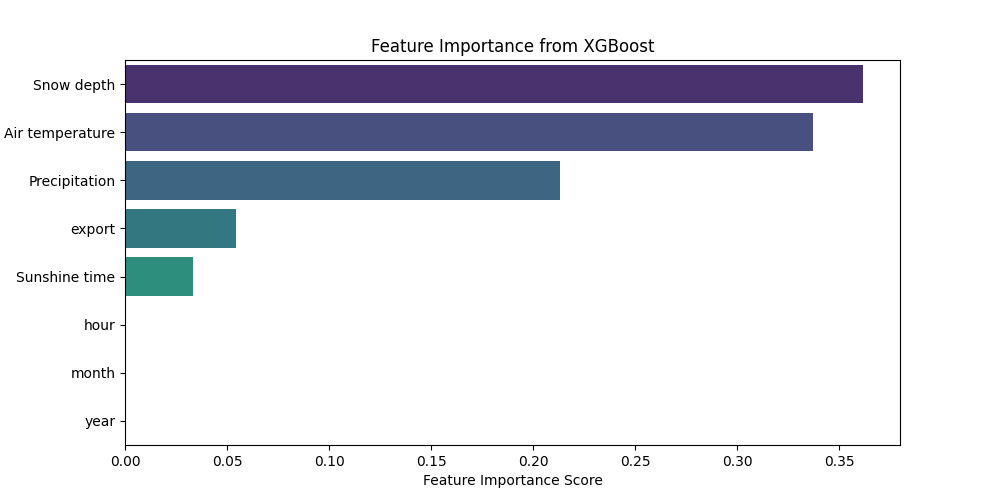 Feature Importance from XGBoost
Snow depth
Air temperature
Precipitation
export
Sunshine time
hour
month
year
0.00 0.05 0.10 0.15 0.20 0.25 0.30 0.35
Feature Importance Score